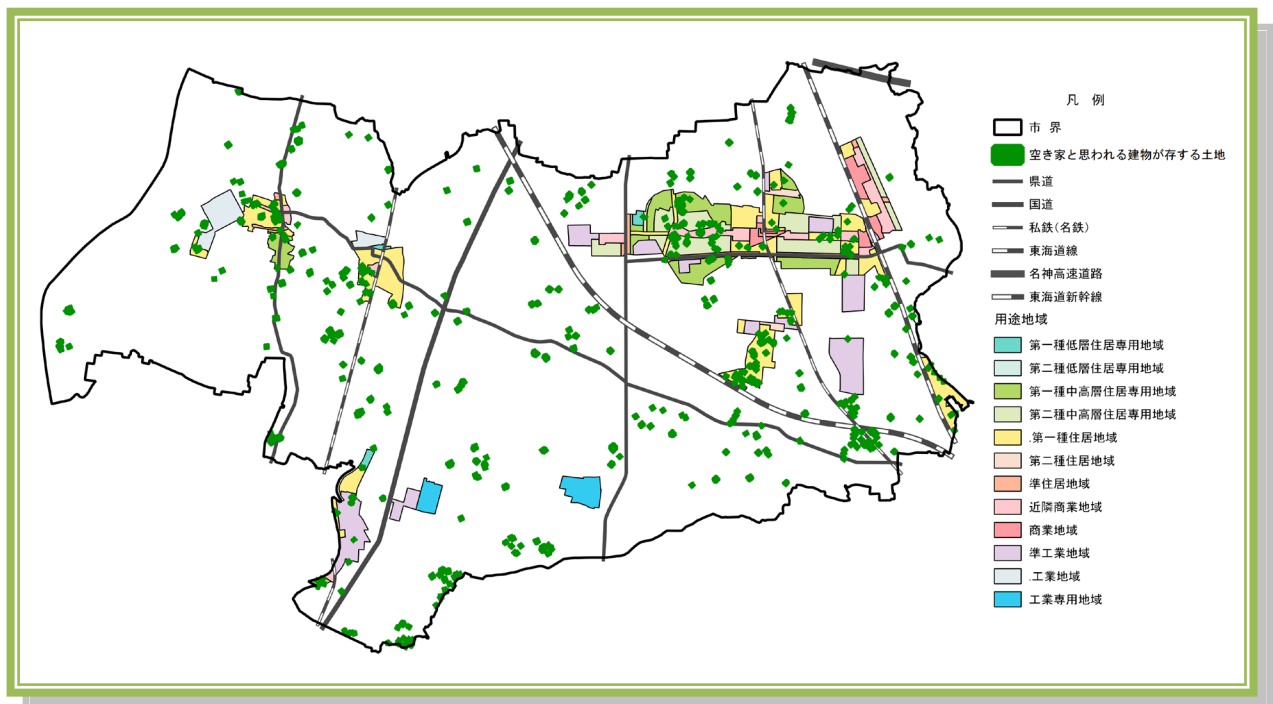 凡 例
市 界
空き家と思われる建物が存する土地
県道
国道
私鉄(名鉄)
東海道線
名神高速道路
東海道新幹線
用途地域
第一種低層住居専用地域
第二種低層住居専用地域
第一種中高層住居専用地域
第二種中高層住居専用地域
.第一種住居地域
第二種住居地域
準住居地域
近隣商業地域
商業地域
準工業地域
.工業地域
工業専用地域